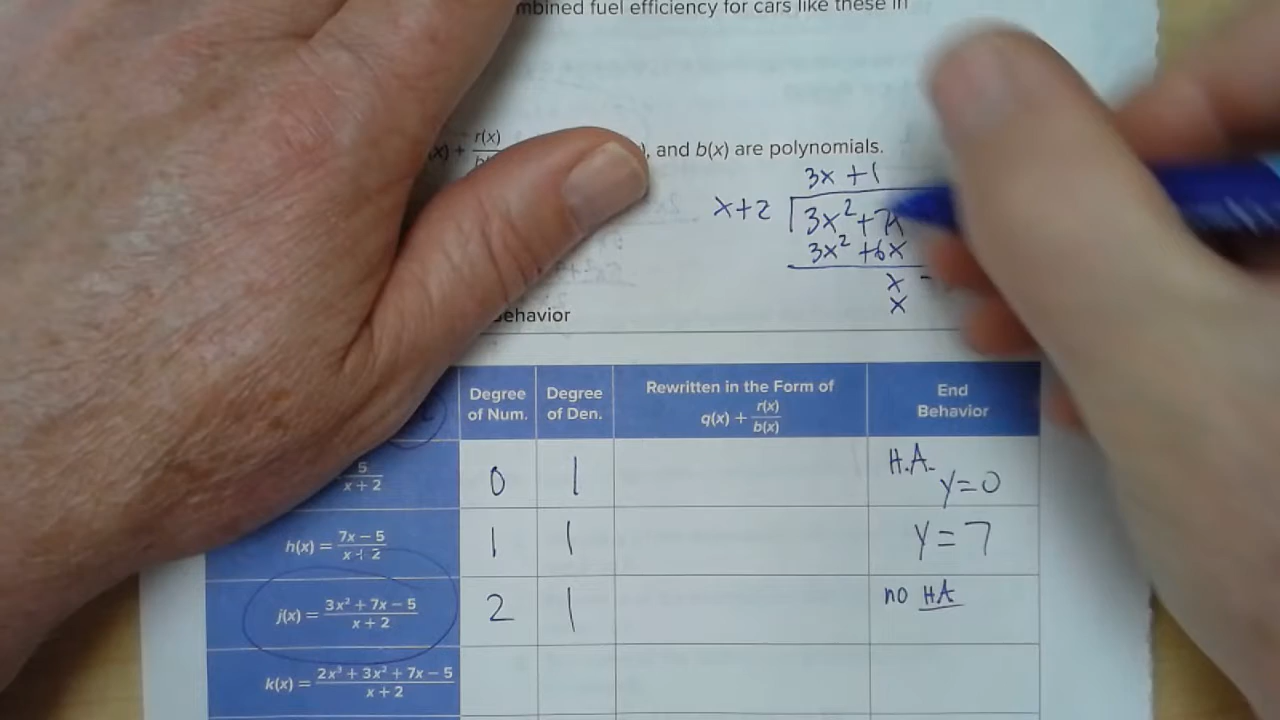 mbined fuel efficiency for cars like these in
(x) + r(x)/b( ), and b(x) are polynomials.
3x + 1
x+2 3x² + 7x
3x² + 6x
x -
x
Behavior
Degree of Num.
Degree of Den.
Rewritten in the Form of q(x) + r(x)/b(x)
End Behavior
5/(x + 2)
0
1
H.A. y=0
h(x) = (7x − 5)/(x + 2)
1
1
y = 7
j(x) = (3x² + 7x − 5)/(x + 2)
2
1
no HA
k(x) = (2x³ + 3x² + 7x − 5)/(x + 2)